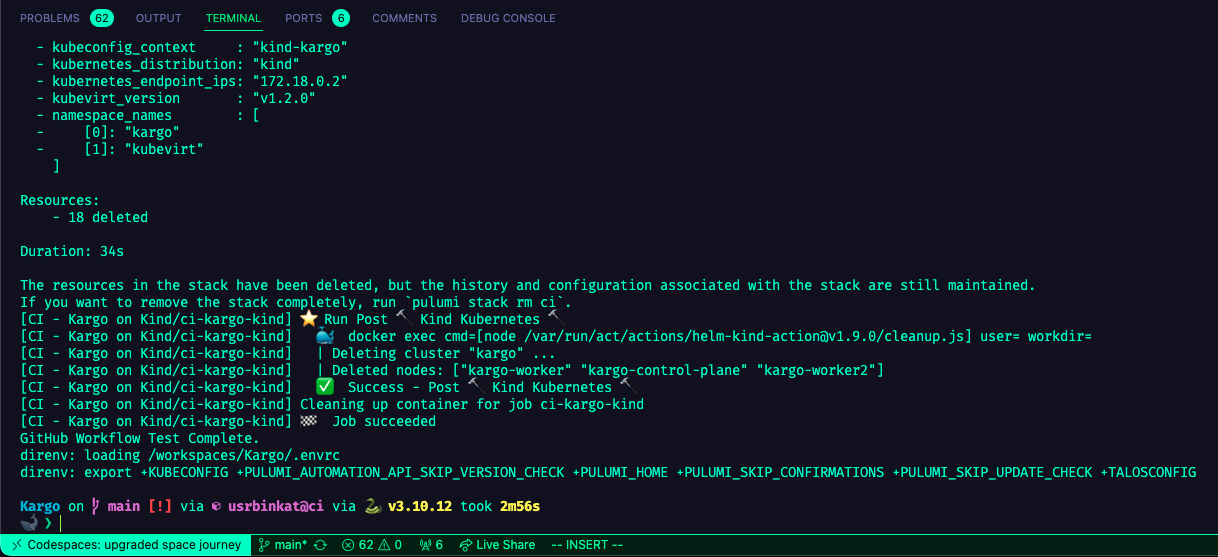 PROBLEMS 62 OUTPUT TERMINAL PORTS 6 COMMENTS DEBUG CONSOLE
- kubeconfig_context : "kind-kargo"
- kubernetes_distribution: "kind"
- kubernetes_endpoint_ips: "172.18.0.2"
- kubevirt_version : "v1.2.0"
- namespace_names : [
- [0]: "kargo"
- [1]: "kubevirt"
]
Resources:
- 18 deleted
Duration: 34s
The resources in the stack have been deleted, but the history and configuration associated with the stack are still maintained.
If you want to remove the stack completely, run `pulumi stack rm ci`.
[CI - Kargo on Kind/ci-kargo-kind] ⭐ Run Post 🔨 Kind Kubernetes 🔨
[CI - Kargo on Kind/ci-kargo-kind] 🐳 docker exec cmd=[node /var/run/act/actions/helm-kind-action@v1.9.0/cleanup.js] user= workdir=
[CI - Kargo on Kind/ci-kargo-kind] | Deleting cluster "kargo" ...
[CI - Kargo on Kind/ci-kargo-kind] | Deleted nodes: ["kargo-worker" "kargo-control-plane" "kargo-worker2"]
[CI - Kargo on Kind/ci-kargo-kind] ✅ Success - Post 🔨 Kind Kubernetes 🔨
[CI - Kargo on Kind/ci-kargo-kind] Cleaning up container for job ci-kargo-kind
[CI - Kargo on Kind/ci-kargo-kind] 🏁 Job succeeded
GitHub Workflow Test Complete.
direnv: loading /workspaces/Kargo/.envrc
direnv: export +KUBECONFIG +PULUMI_AUTOMATION_API_SKIP_VERSION_CHECK +PULUMI_HOME +PULUMI_SKIP_CONFIRMATIONS +PULUMI_SKIP_UPDATE_CHECK +TALOSCONFIG
Kargo on main [!] via usrbinkat@ci via 🐍 v3.10.12 took 2m56s
🐋 ❯
Codespaces: upgraded space journey main* 62 0 6 Live Share -- INSERT --